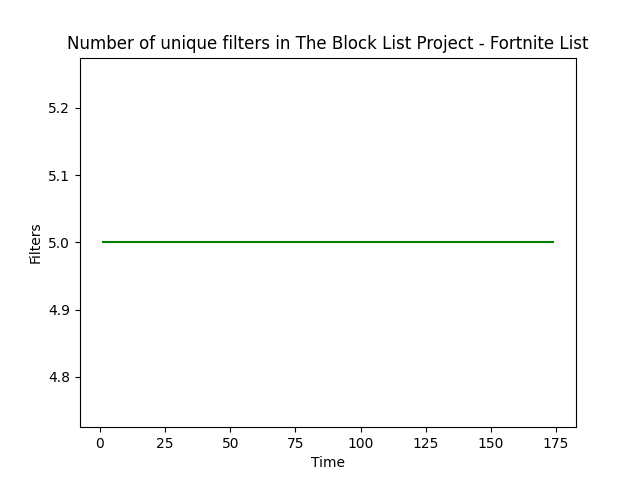 Number of unique filters in The Block List Project - Fortnite List
5.2
5.1
5.0
4.9
4.8
Filters
0 25 50 75 100 125 150 175
Time